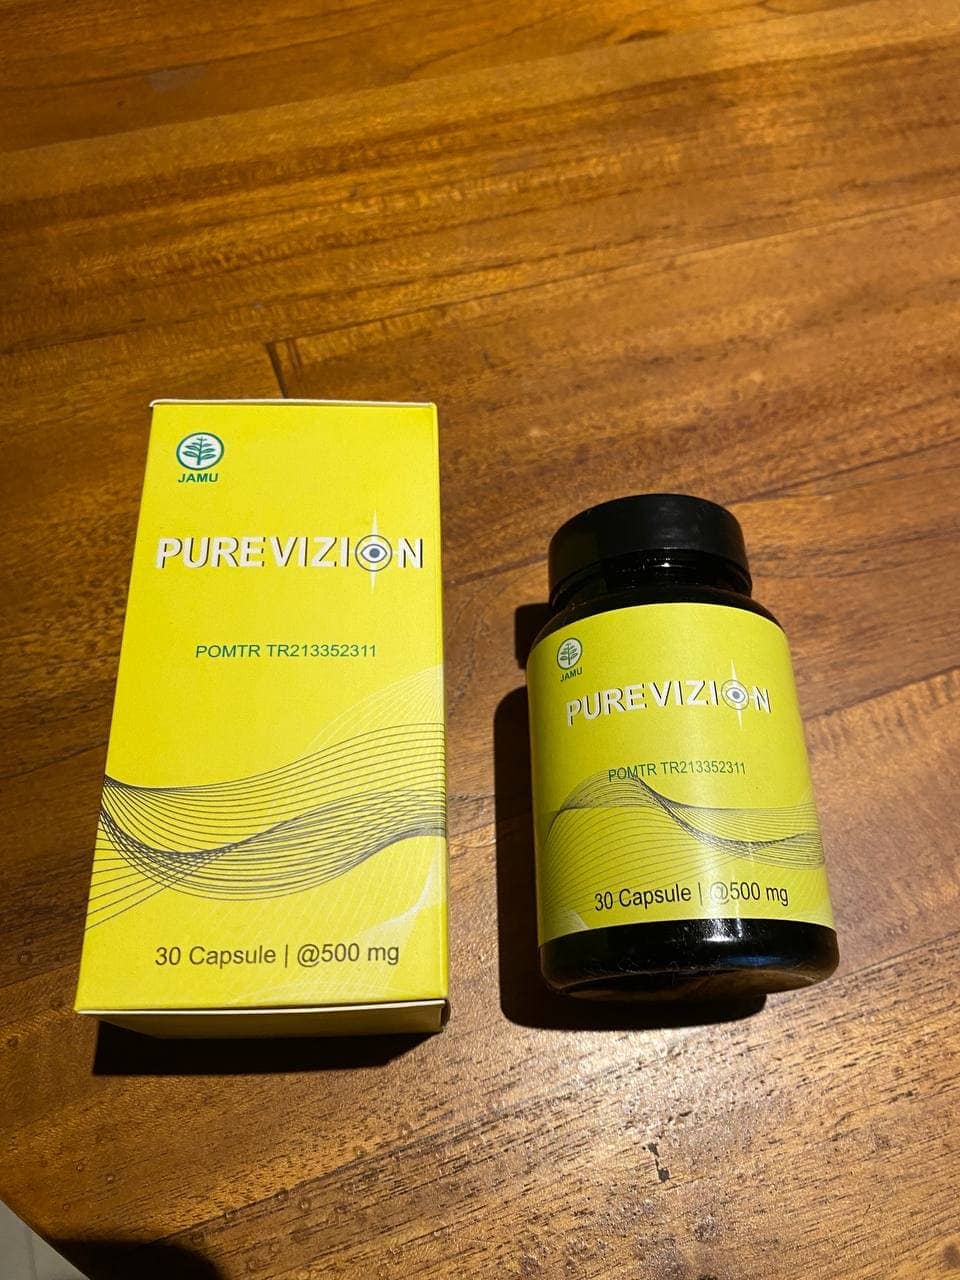 JAMU
PUREVIZION
POMTR TR213352311
30 Capsule | @500 mg
JAMU
PUREVIZION
POMTR TR213352311
30 Capsule | @500 mg